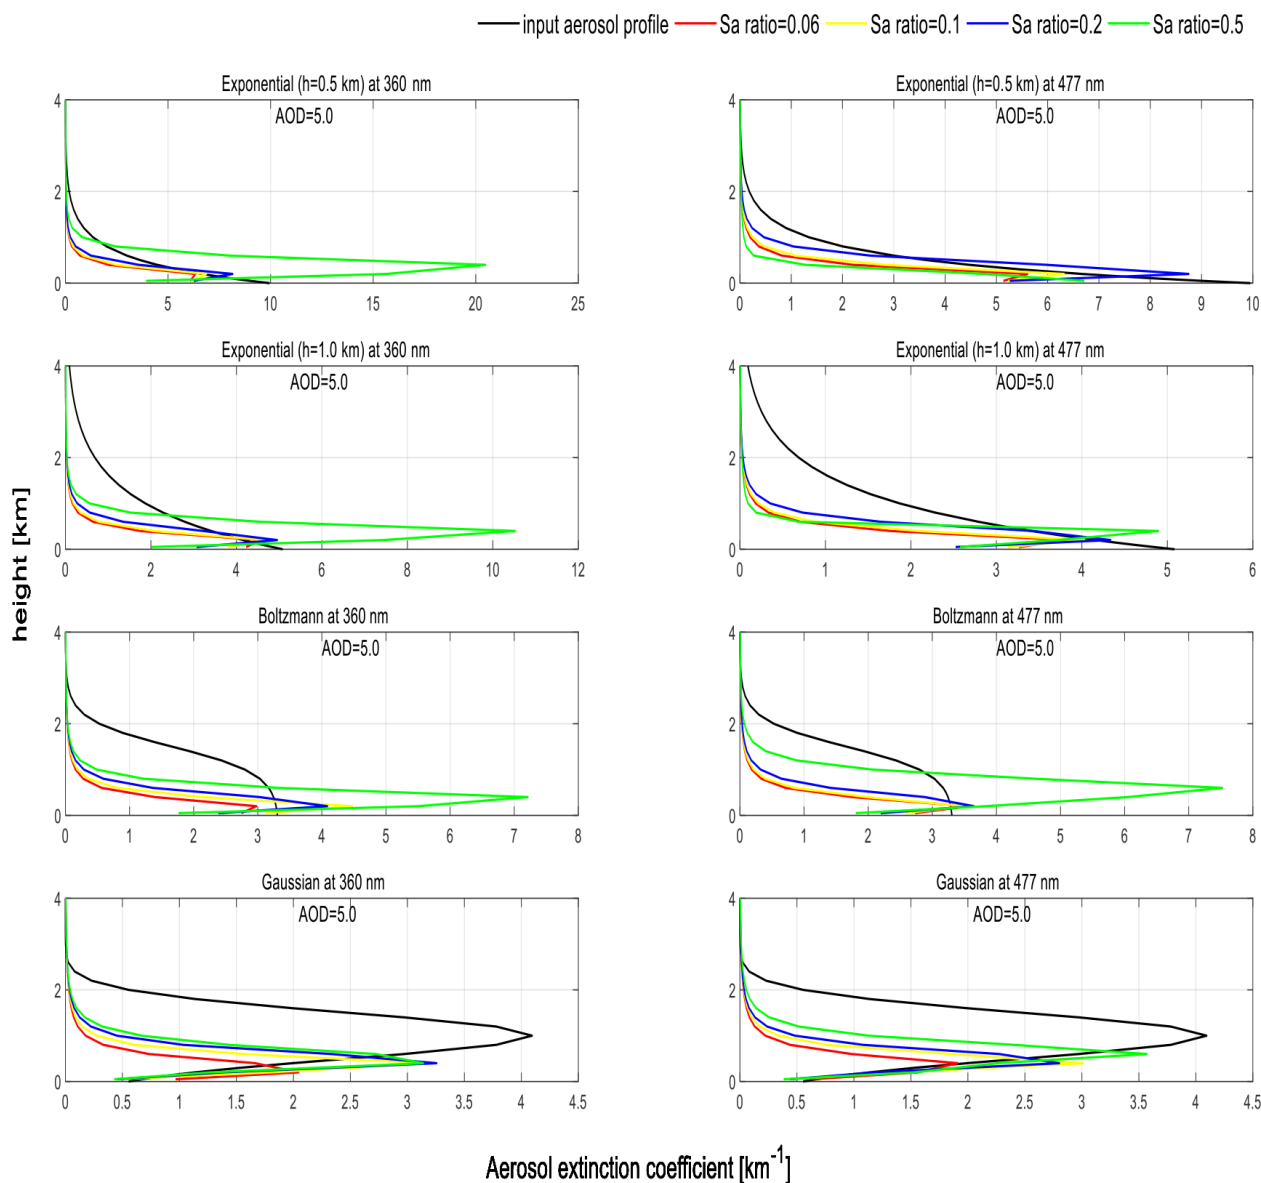 input aerosol profile Sa ratio=0.06 Sa ratio=0.1 Sa ratio=0.2 Sa ratio=0.5
Exponential (h=0.5 km) at 360 nm
AOD=5.0
4
2
0
0 5 10 15 20 25
Exponential (h=0.5 km) at 477 nm
AOD=5.0
4
2
0
0 1 2 3 4 5 6 7 8 9 10
Exponential (h=1.0 km) at 360 nm
AOD=5.0
4
2
0
0 2 4 6 8 10 12
Exponential (h=1.0 km) at 477 nm
AOD=5.0
4
2
0
0 1 2 3 4 5 6
height [km]
Boltzmann at 360 nm
AOD=5.0
4
2
0
0 1 2 3 4 5 6 7 8
Boltzmann at 477 nm
AOD=5.0
4
2
0
0 1 2 3 4 5 6 7 8
Gaussian at 360 nm
AOD=5.0
4
2
0
0 0.5 1 1.5 2 2.5 3 3.5 4 4.5
Gaussian at 477 nm
AOD=5.0
4
2
0
0 0.5 1 1.5 2 2.5 3 3.5 4 4.5
Aerosol extinction coefficient [km⁻¹]